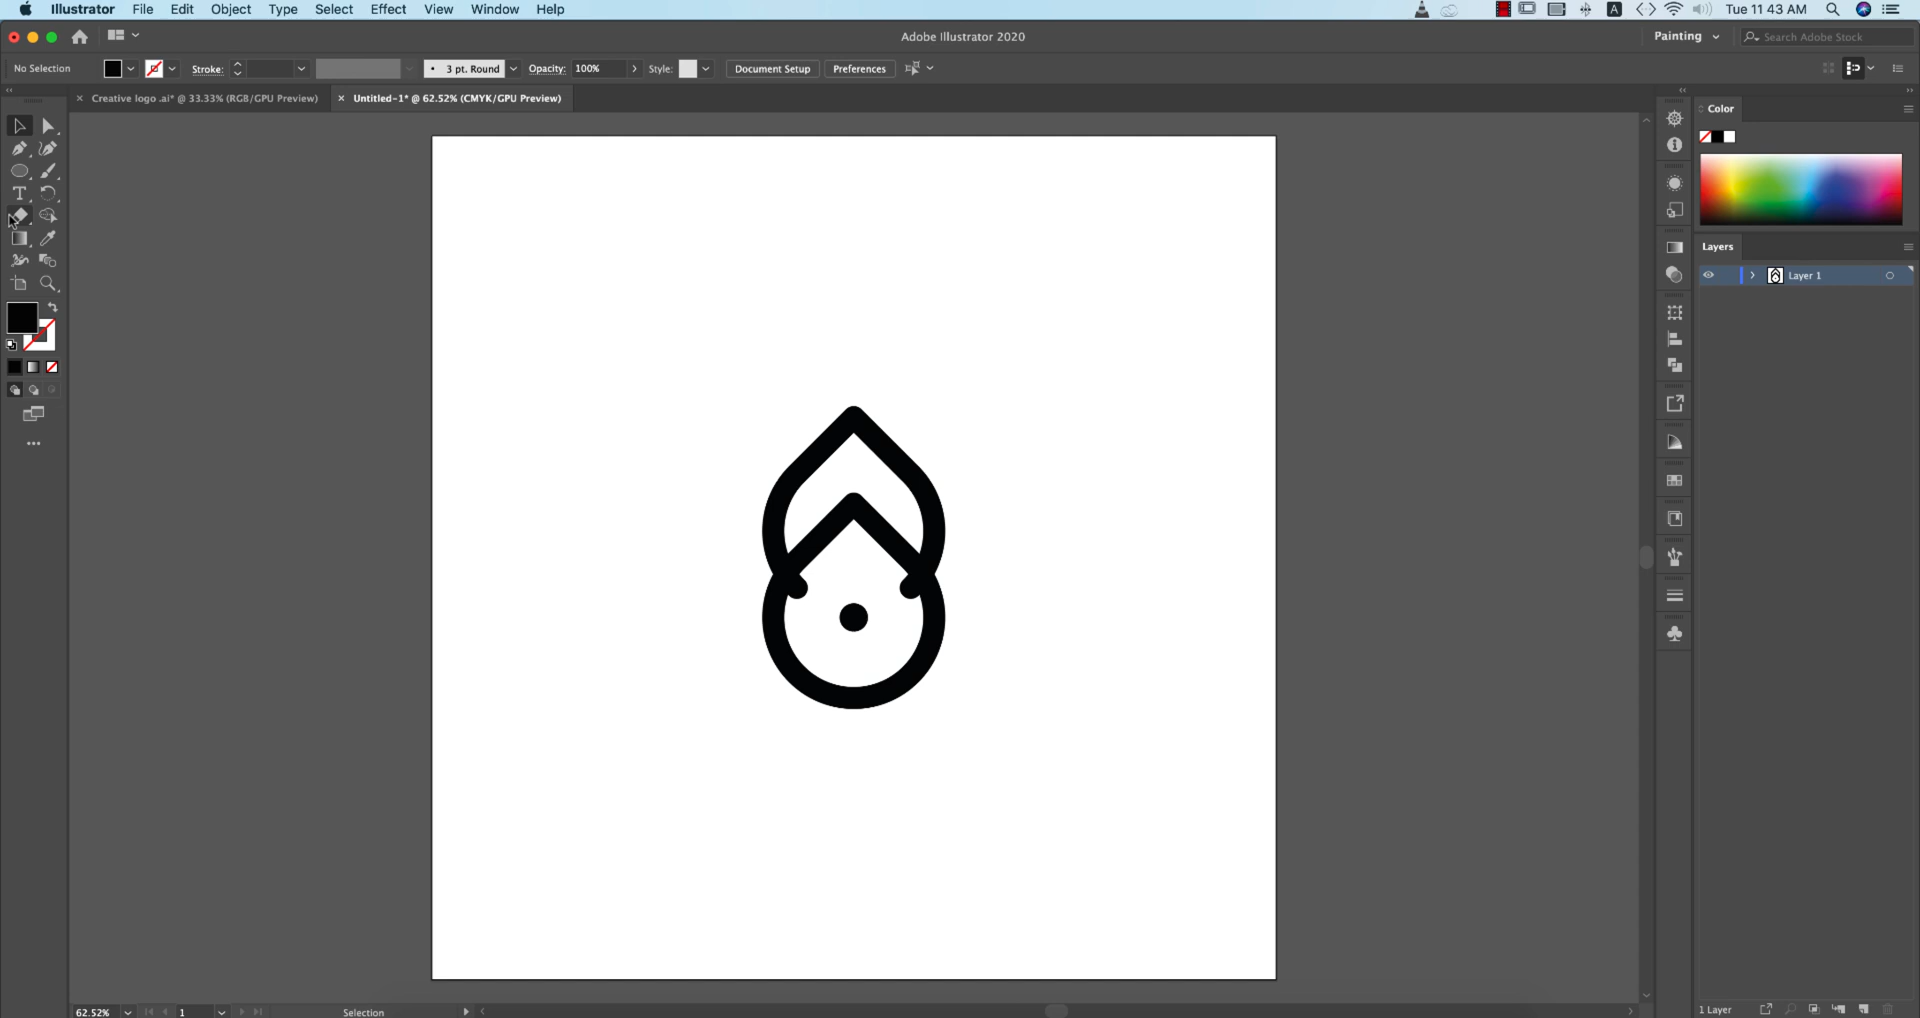 Illustrator File Edit Object Type Select Effect View Window Help A Tue 11 43 AM
Adobe Illustrator 2020 Painting Search Adobe Stock
No Selection Stroke: 3 pt. Round Opacity: 100% Style: Document Setup Preferences
Creative logo .ai* @ 33.33% (RGB/GPU Preview) Untitled-1* @ 62.52% (CMYK/GPU Preview)
Color
Layers
Layer 1
62.52% 1 Selection 1 Layer